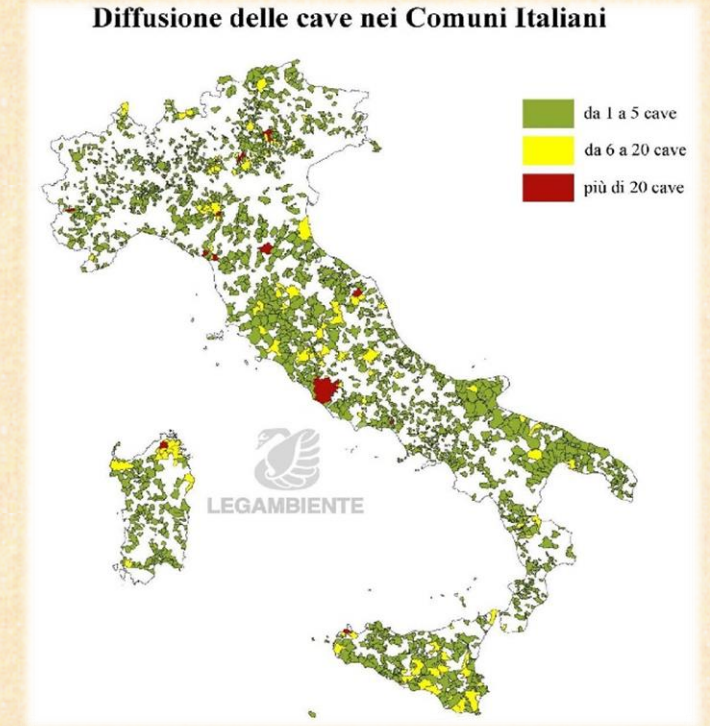 Diffusione delle cave nei Comuni Italiani
da 1 a 5 cave
da 6 a 20 cave
più di 20 cave
LEGAMBIENTE